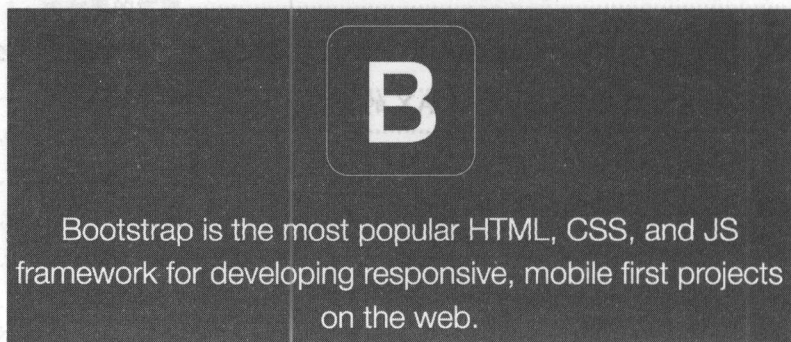 B
Bootstrap is the most popular HTML, CSS, and JS
framework for developing responsive, mobile first projects
on the web.